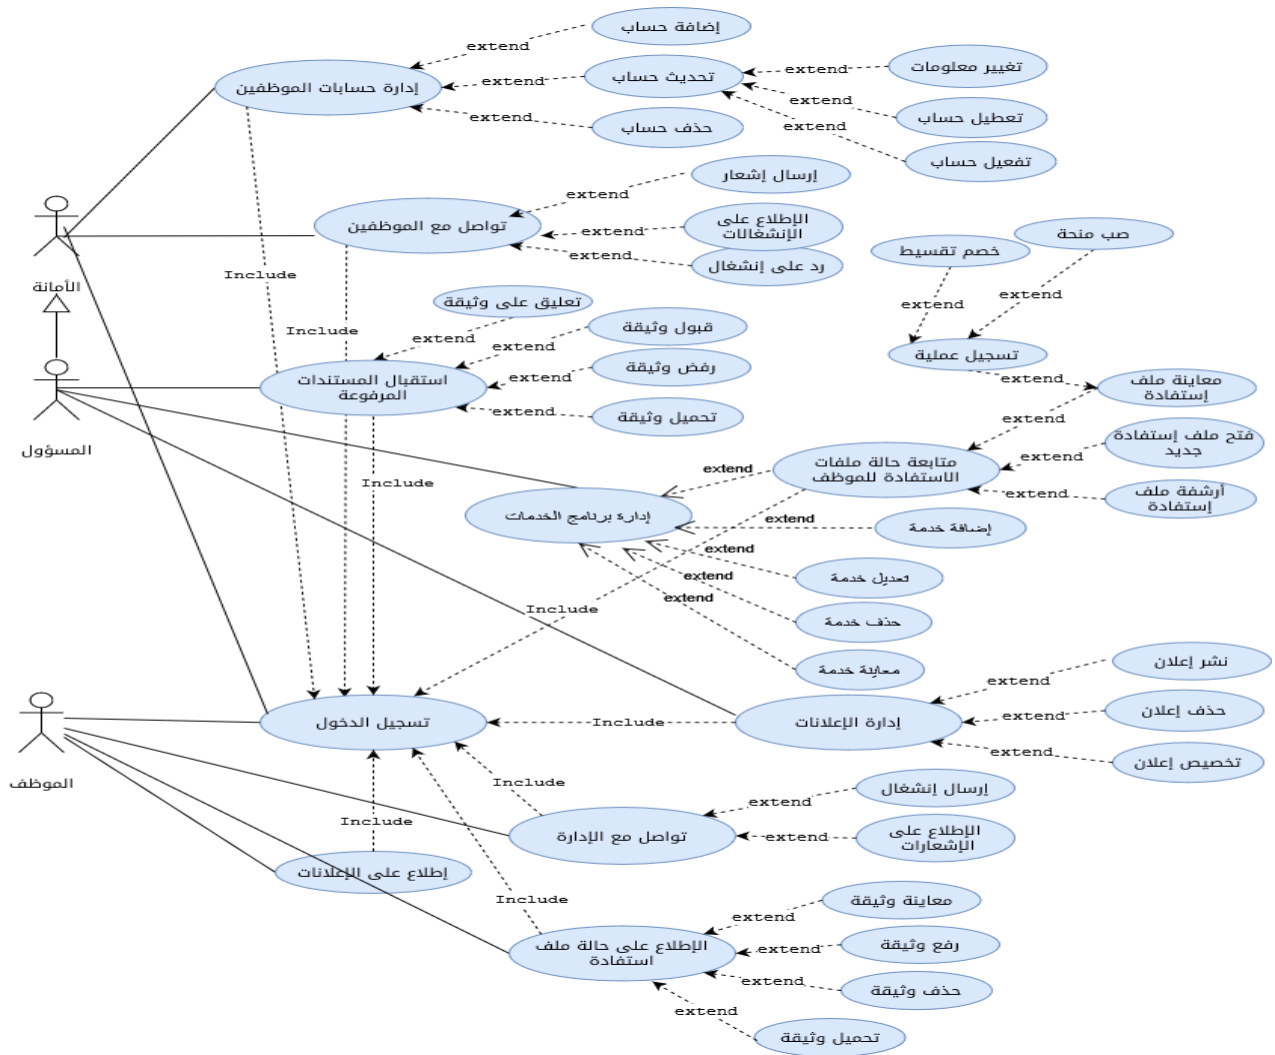 إضافة حساب
extend
إدارة حسابات الموظفين
extend
تحديث حساب
extend
تغيير معلومات
extend
حذف حساب
extend
تعطيل حساب
extend
تفعيل حساب
إرسال إشعار
extend
تواصل مع الموظفين
extend
الإطلاع على
الإنشغالات
extend
رد على إنشغال
الأمانة
Include
Include
صب منحة
خصم تقسيط
extend
extend
تسجيل عملية
extend
معاينة ملف
إستفادة
تعليق على وثيقة
extend
قبول وثيقة
extend
استقبال المستندات
المرفوعة
extend
رفض وثيقة
extend
تحميل وثيقة
المسؤول
Include
extend
متابعة حالة ملفات
الاستفادة للموظف
extend
فتح ملف إستفادة
جديد
extend
أرشفة ملف
إستفادة
extend
إدارة برنامج الخدمات
extend
إضافة خدمة
extend
تعديل خدمة
extend
حذف خدمة
extend
معاينة خدمة
Include
نشر إعلان
extend
تسجيل الدخول
Include
إدارة الإعلانات
extend
حذف إعلان
extend
تخصيص إعلان
الموظف
Include
إرسال إنشغال
extend
تواصل مع الإدارة
extend
الإطلاع على
الإشعارات
Include
إطلاع على الإعلانات
Include
معاينة وثيقة
extend
الإطلاع على حالة ملف
استفادة
extend
رفع وثيقة
extend
حذف وثيقة
extend
تحميل وثيقة